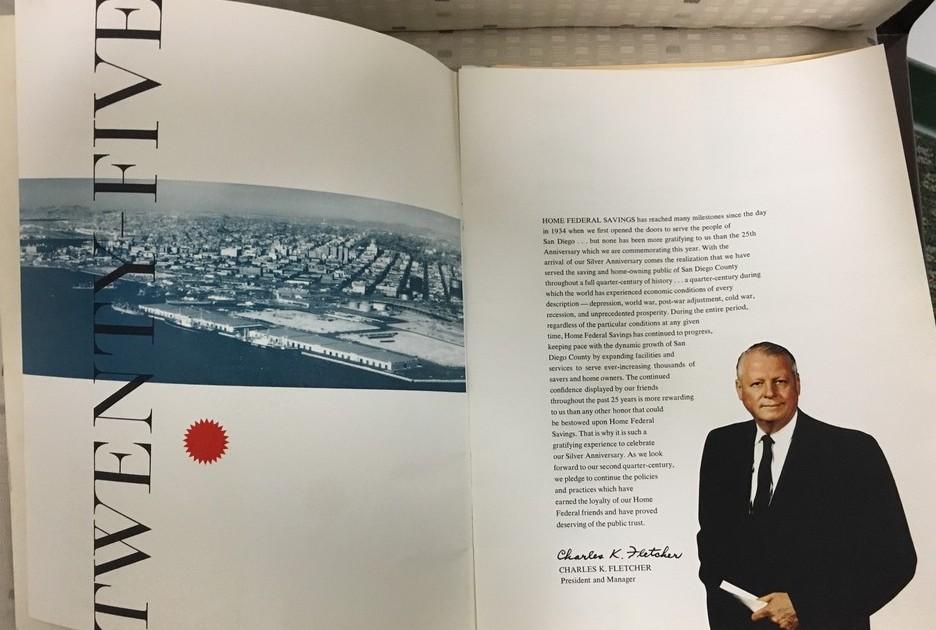 TWENTY-FIVE
HOME FEDERAL SAVINGS has reached many milestones since the day
in 1934 when we first opened the doors to serve the people of
San Diego . . . but none has been more gratifying to us than the 25th
Anniversary which we are commemorating this year. With the
arrival of our Silver Anniversary comes the realization that we have
served the saving and home-owning public of San Diego County
throughout a full quarter-century of history . . . a quarter-century during
which the world has experienced economic conditions of every
description — depression, world war, post-war adjustment, cold war,
recession, and unprecedented prosperity. During the entire period,
regardless of the particular conditions at any given
time, Home Federal Savings has continued to progress,
keeping pace with the dynamic growth of San
Diego County by expanding facilities and
services to serve ever-increasing thousands of
savers and home owners. The continued
confidence displayed by our friends
throughout the past 25 years is more rewarding
to us than any other honor that could
be bestowed upon Home Federal
Savings. That is why it is such a
gratifying experience to celebrate
our Silver Anniversary. As we look
forward to our second quarter-century,
we pledge to continue the policies
and practices which have
earned the loyalty of our Home
Federal friends and have proved
deserving of the public trust.
Charles K. Fletcher
CHARLES K. FLETCHER
President and Manager